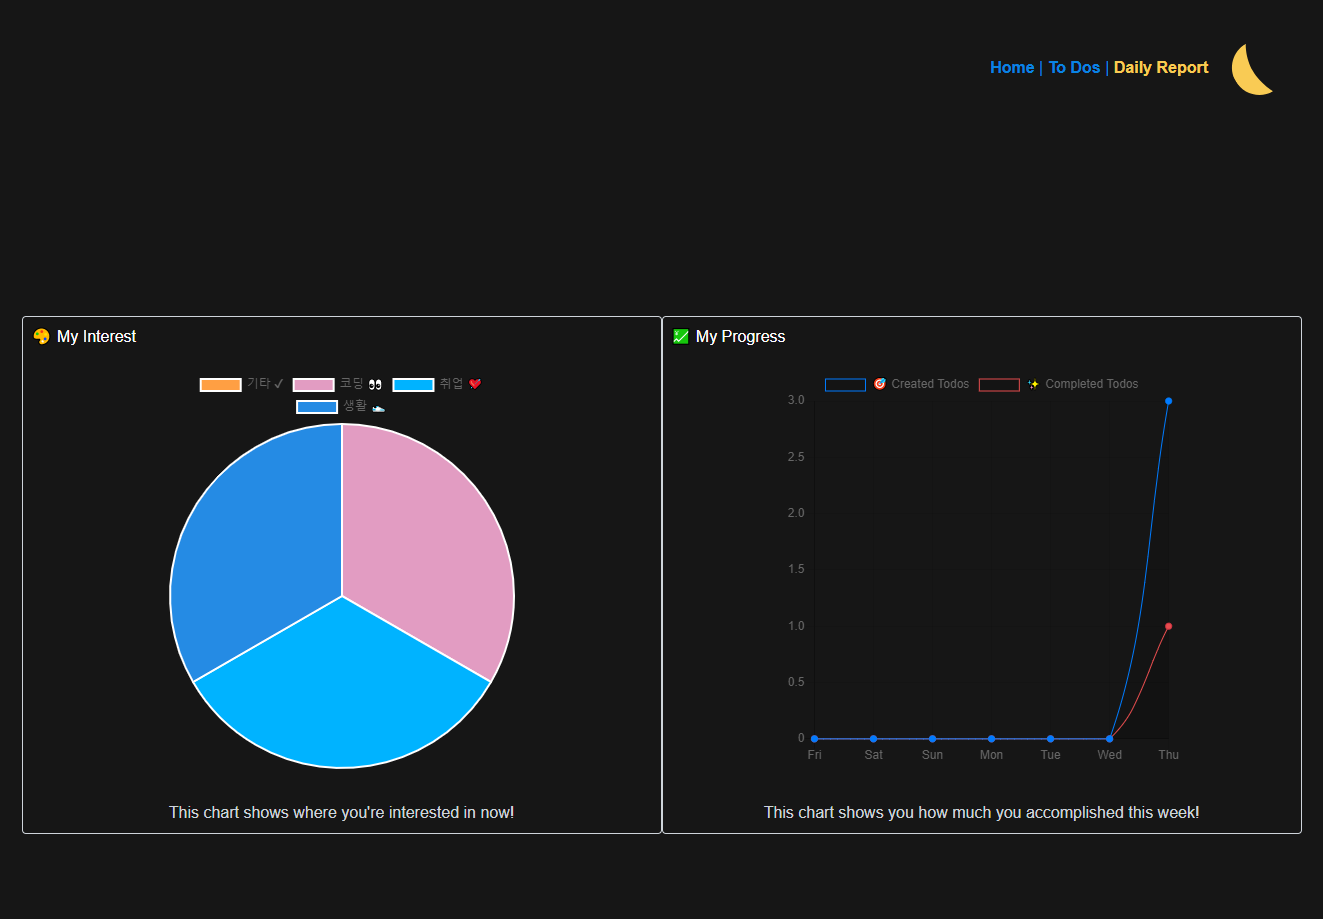 Home | To Dos | Daily Report
🎨 My Interest
기타 ✓ 코딩 👀 취업 💘
생활 👟
This chart shows where you're interested in now!
💹 My Progress
🎯 Created Todos ✨ Completed Todos
3.0
2.5
2.0
1.5
1.0
0.5
0
Fri Sat Sun Mon Tue Wed Thu
This chart shows you how much you accomplished this week!